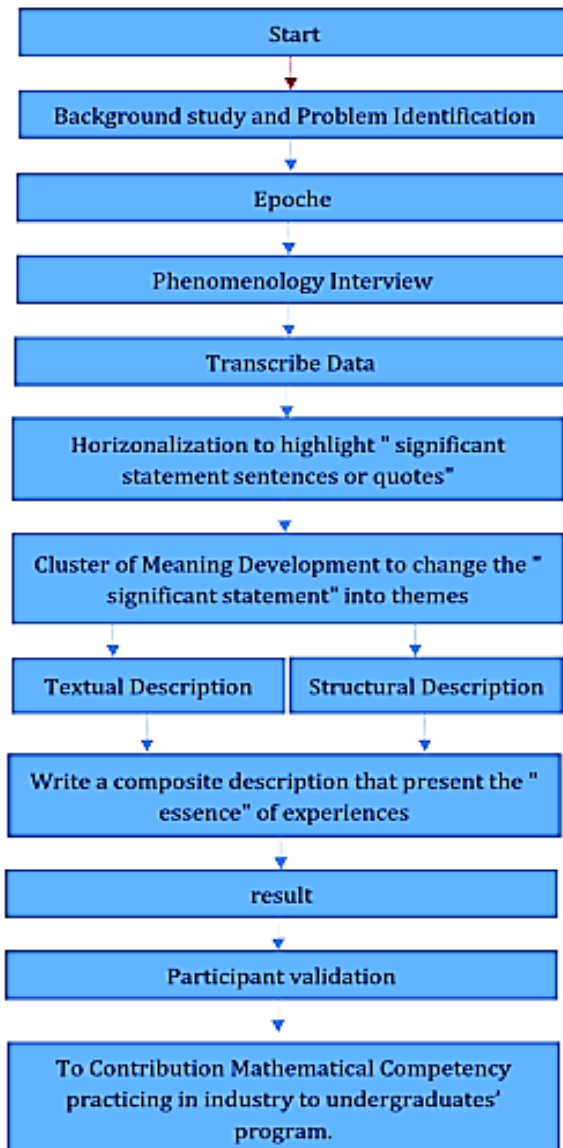 Start
Background study and Problem Identification
Epoche
Phenomenology Interview
Transcribe Data
Horizonalization to highlight " significant
statement sentences or quotes"
Cluster of Meaning Development to change the "
significant statement" into themes
Textual Description
Structural Description
Write a composite description that present the "
essence" of experiences
result
Participant validation
To Contribution Mathematical Competency
practicing in industry to undergraduates'
program.